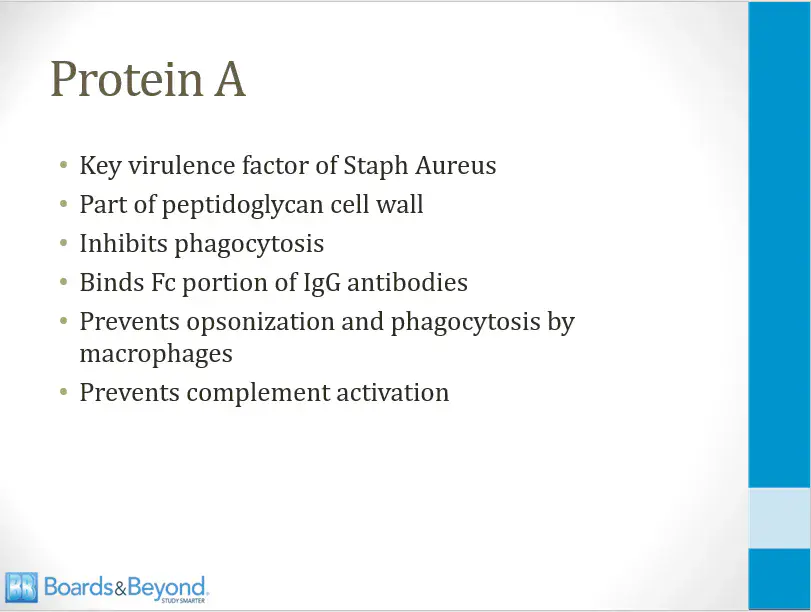 Protein A
• Key virulence factor of Staph Aureus
• Part of peptidoglycan cell wall
• Inhibits phagocytosis
• Binds Fc portion of IgG antibodies
• Prevents opsonization and phagocytosis by
macrophages
• Prevents complement activation
BB Boards&Beyond.
STUDY SMARTER